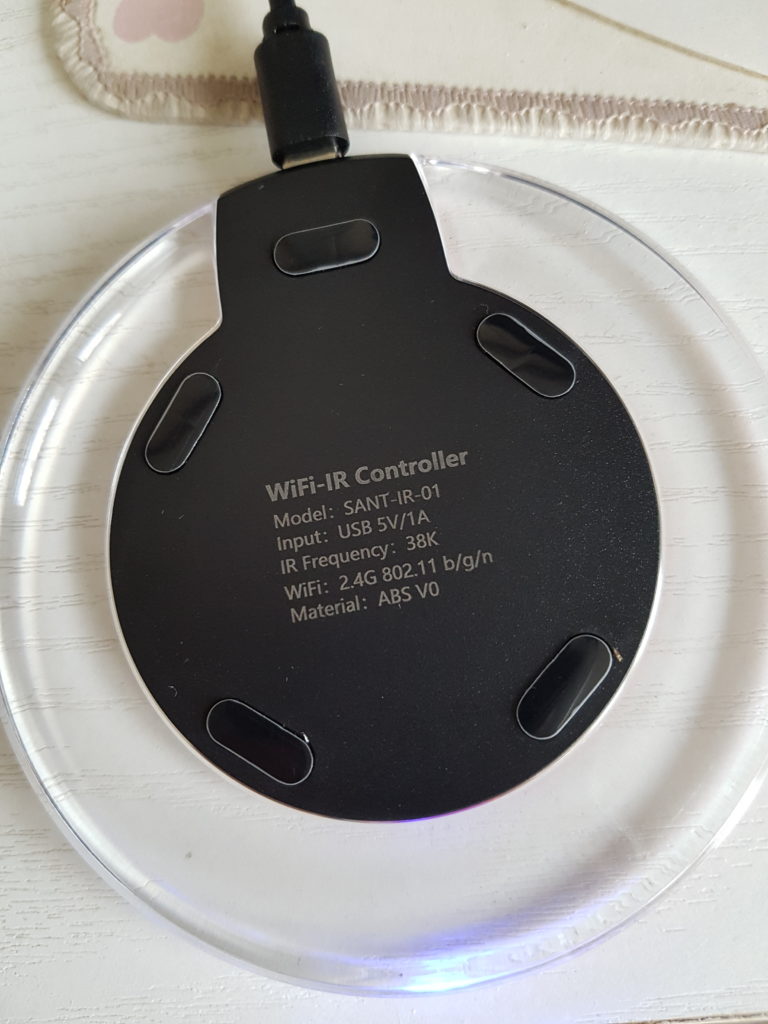 WiFi-IR Controller
Model：SANT-IR-01
Input：USB 5V/1A
IR Frequency：38K
WiFi：2.4G 802.11 b/g/n
Material：ABS V0